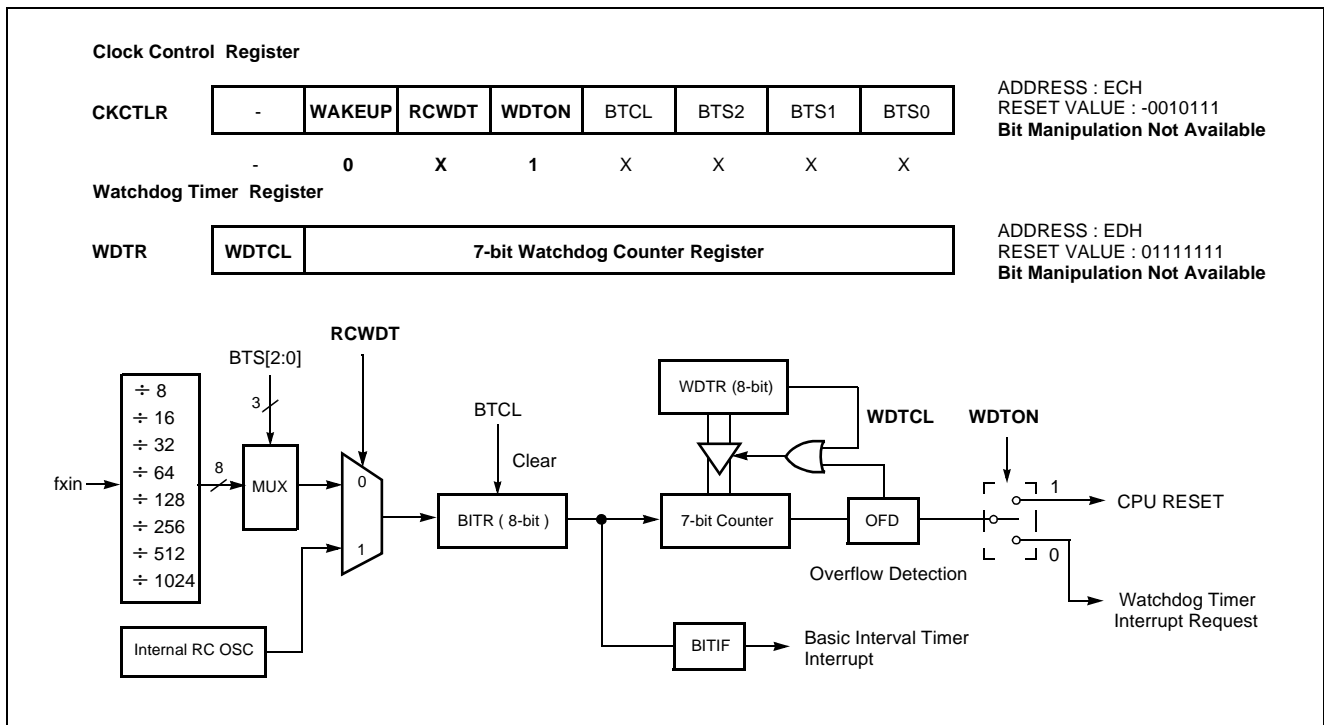 Clock Control Register
CKCTLR
- WAKEUP RCWDT WDTON BTCL BTS2 BTS1 BTS0
ADDRESS : ECH
RESET VALUE : -0010111
Bit Manipulation Not Available
- 0 X 1 X X X X
Watchdog Timer Register
WDTR
WDTCL 7-bit Watchdog Counter Register
ADDRESS : EDH
RESET VALUE : 01111111
Bit Manipulation Not Available
RCWDT
BTS[2:0]
3
fxin
÷ 8
÷ 16
÷ 32
÷ 64
÷ 128
÷ 256
÷ 512
÷ 1024
8
MUX
0
1
Internal RC OSC
BTCL
Clear
BITR ( 8-bit )
WDTR (8-bit)
WDTCL
7-bit Counter
OFD
Overflow Detection
WDTON
1
0
CPU RESET
Watchdog Timer
Interrupt Request
BITIF
Basic Interval Timer
Interrupt